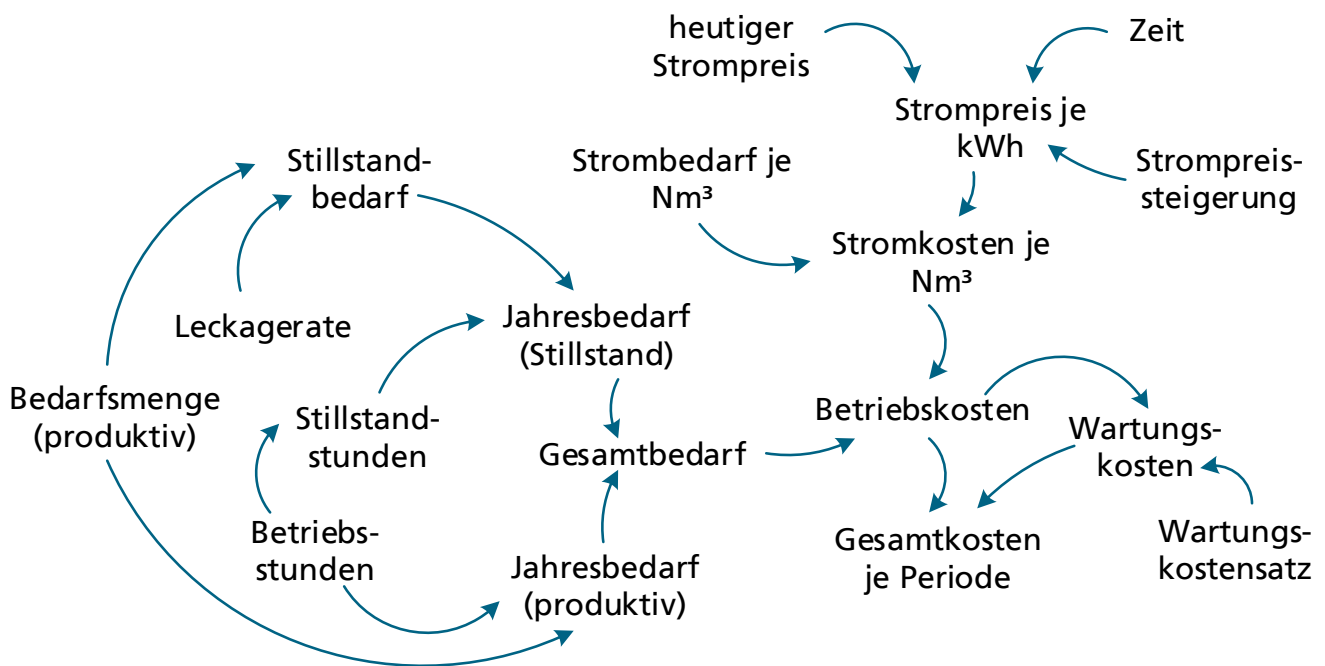 heutiger
Strompreis
Zeit
Strompreis je
kWh
Strompreis-
steigerung
Stillstand-
bedarf
Strombedarf je
Nm³
Stromkosten je
Nm³
Leckagerate
Jahresbedarf
(Stillstand)
Bedarfsmenge
(produktiv)
Stillstand-
stunden
Betriebskosten
Wartungs-
kosten
Gesamtbedarf
Betriebs-
stunden
Jahresbedarf
(produktiv)
Gesamtkosten
je Periode
Wartungs-
kostensatz